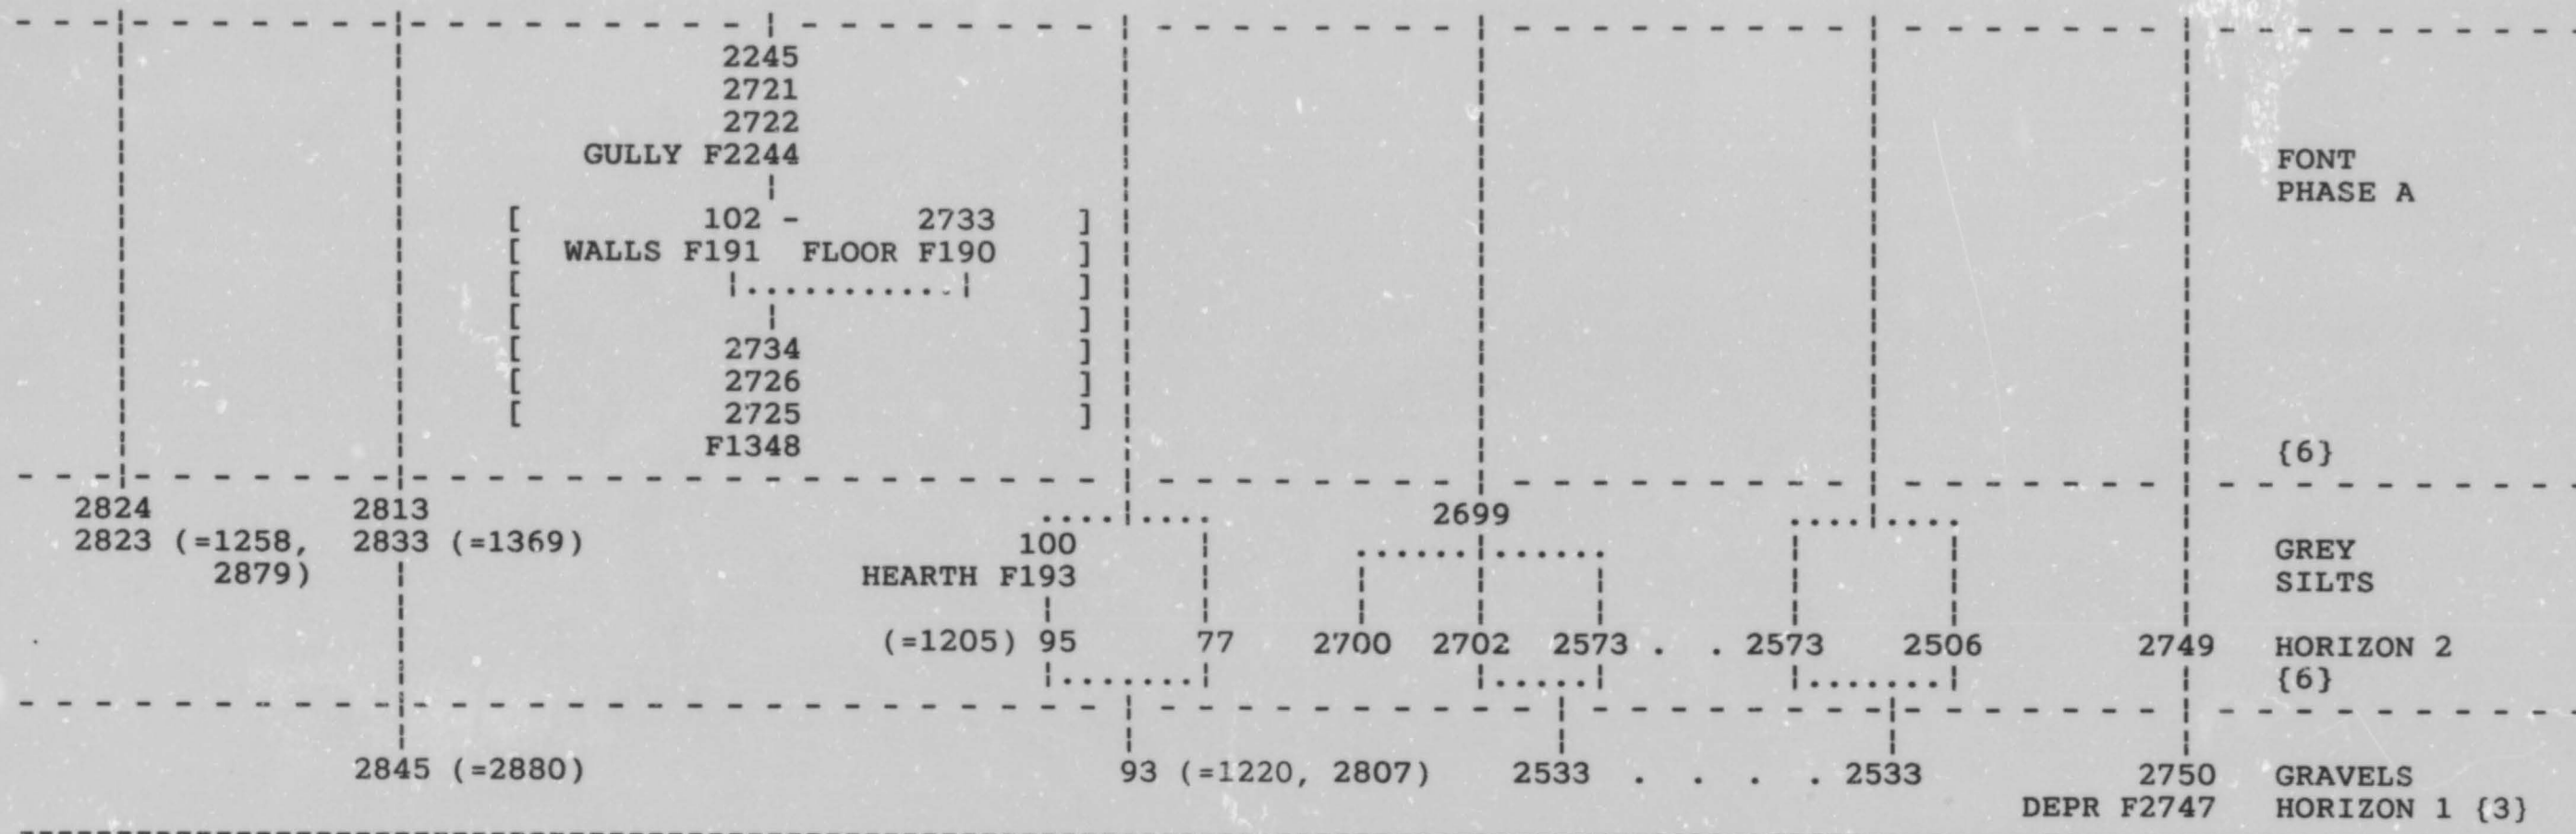 2245
2721
2722
GULLY F2244
FONT
PHASE A
[ 102 - 2733 ]
[ WALLS F191 FLOOR F190 ]
[ ]
[ ]
[ 2734 ]
[ 2726 ]
[ 2725 ]
F1348 {6}
2824 2813 2699
2823 (=1258, 2833 (=1369) 100 GREY
2879) HEARTH F193 SILTS
(=1205) 95 77 2700 2702 2573 . . 2573 2506 2749 HORIZON 2
{6}
2845 (=2880) 93 (=1220, 2807) 2533 . . . . 2533 2750 GRAVELS
DEPR F2747 HORIZON 1 {3}